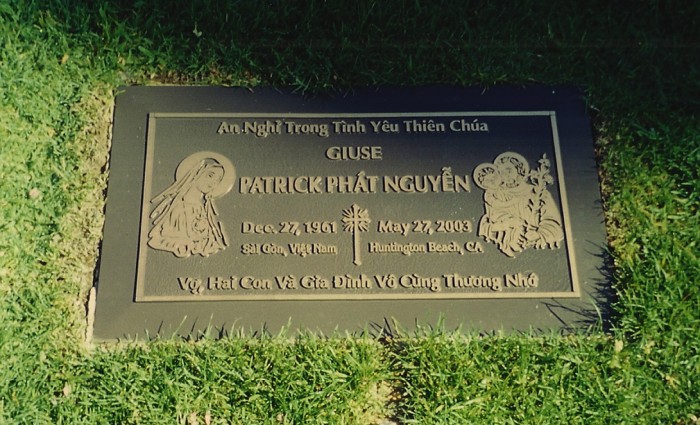 An Nghỉ Trong Tình Yêu Thiên Chúa
GIUSE
PATRICK PHÁT NGUYỄN
Dec. 27, 1961 May 27, 2003
Sài Gòn, Việt Nam Huntington Beach, CA
Vợ, Hai Con Và Gia Đình Vô Cùng Thương Nhớ